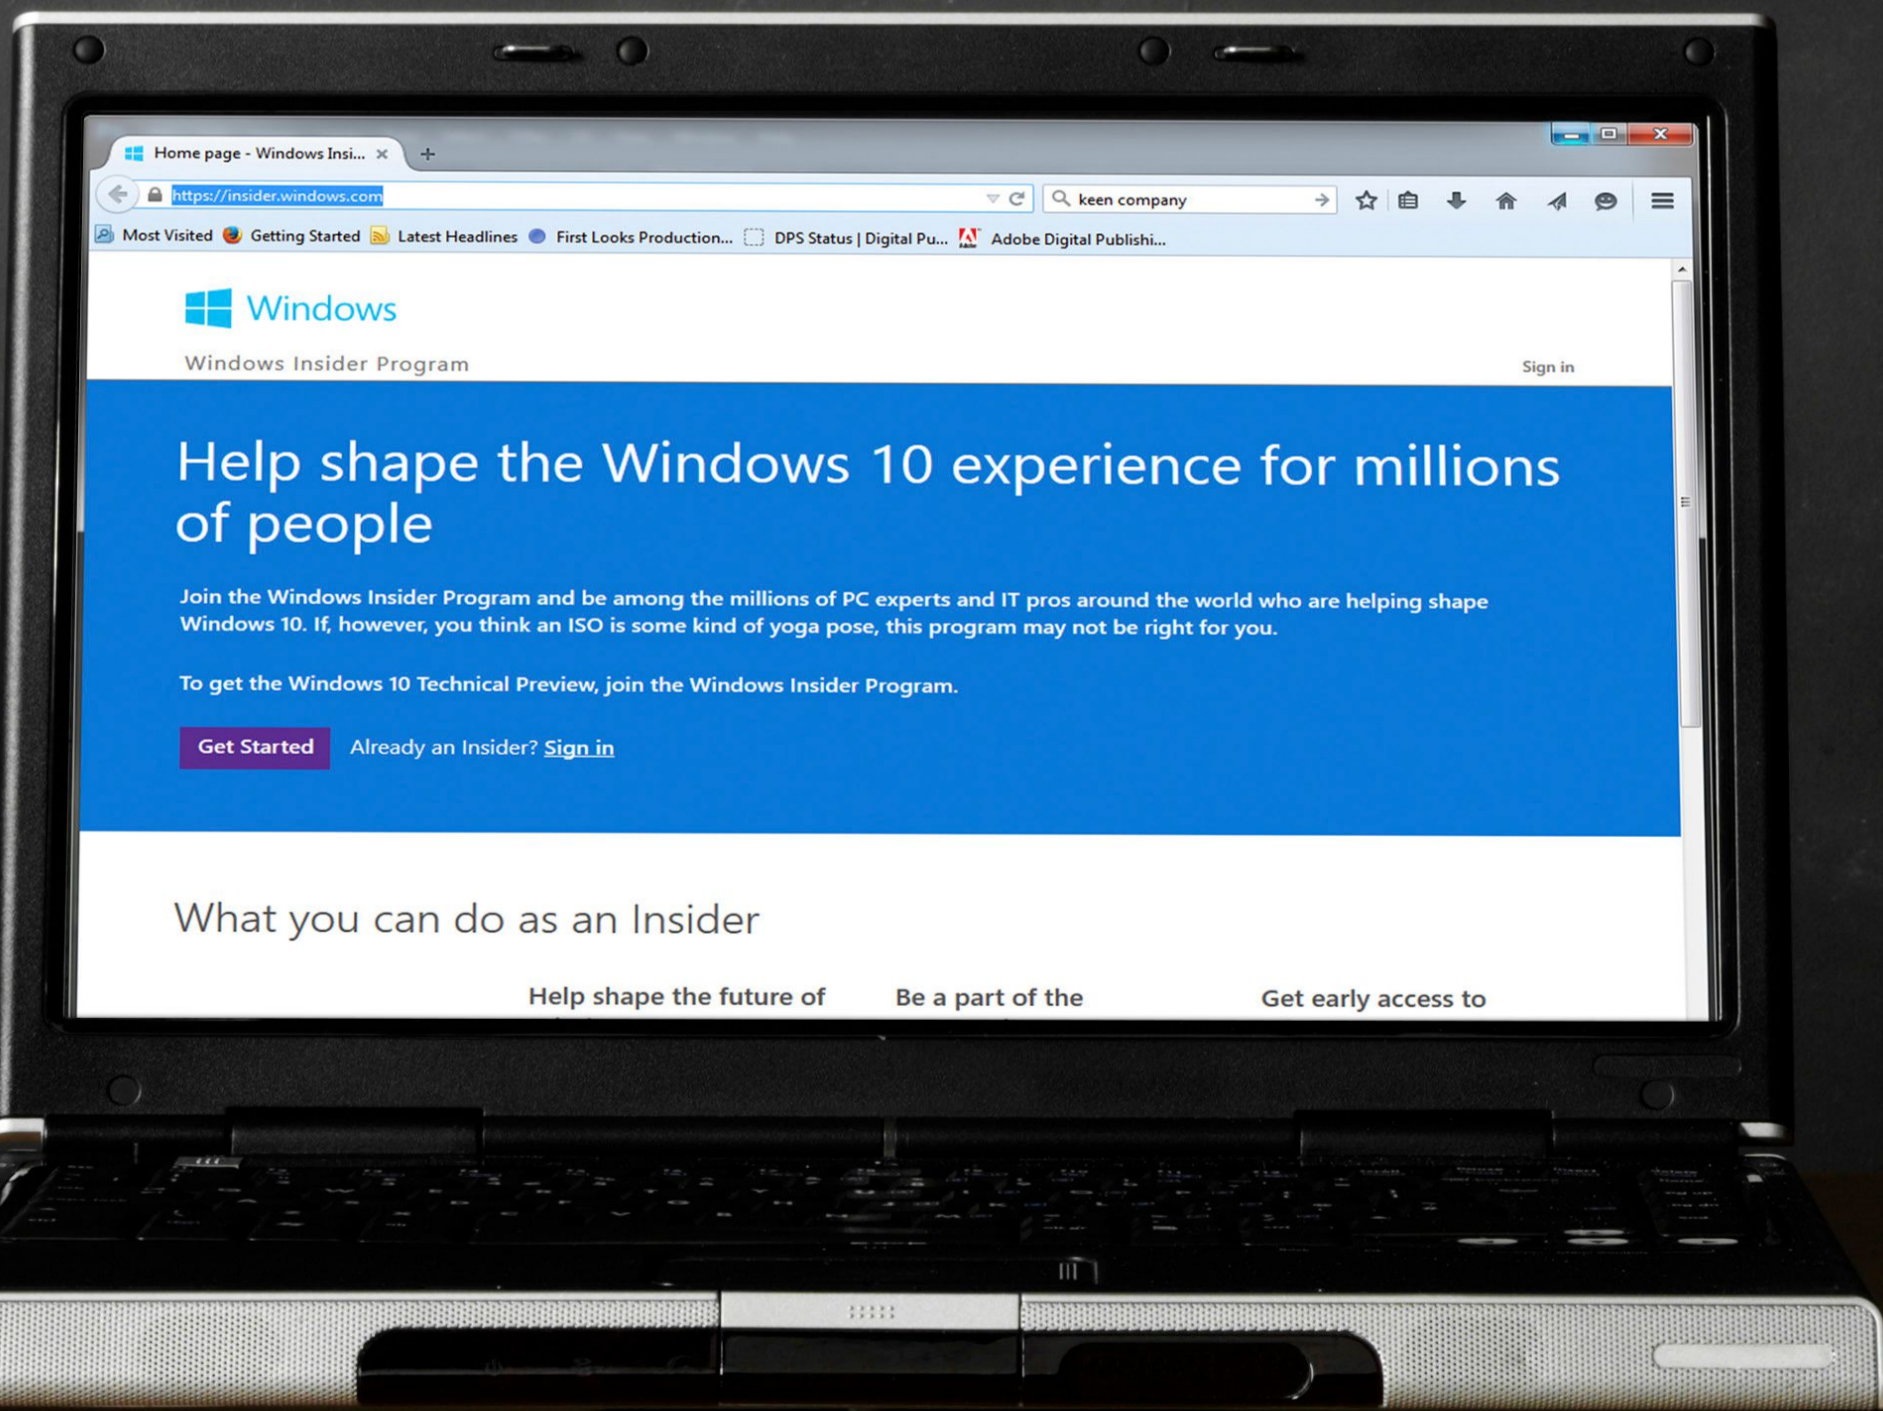 Home page - Windows Insi...
https://insider.windows.com
keen company
Most Visited Getting Started Latest Headlines First Looks Production... DPS Status | Digital Pu... Adobe Digital Publishi...
Windows
Windows Insider Program
Sign in
Help shape the Windows 10 experience for millions
of people
Join the Windows Insider Program and be among the millions of PC experts and IT pros around the world who are helping shape
Windows 10. If, however, you think an ISO is some kind of yoga pose, this program may not be right for you.
To get the Windows 10 Technical Preview, join the Windows Insider Program.
Get Started Already an Insider? Sign in
What you can do as an Insider
Help shape the future of Be a part of the Get early access to